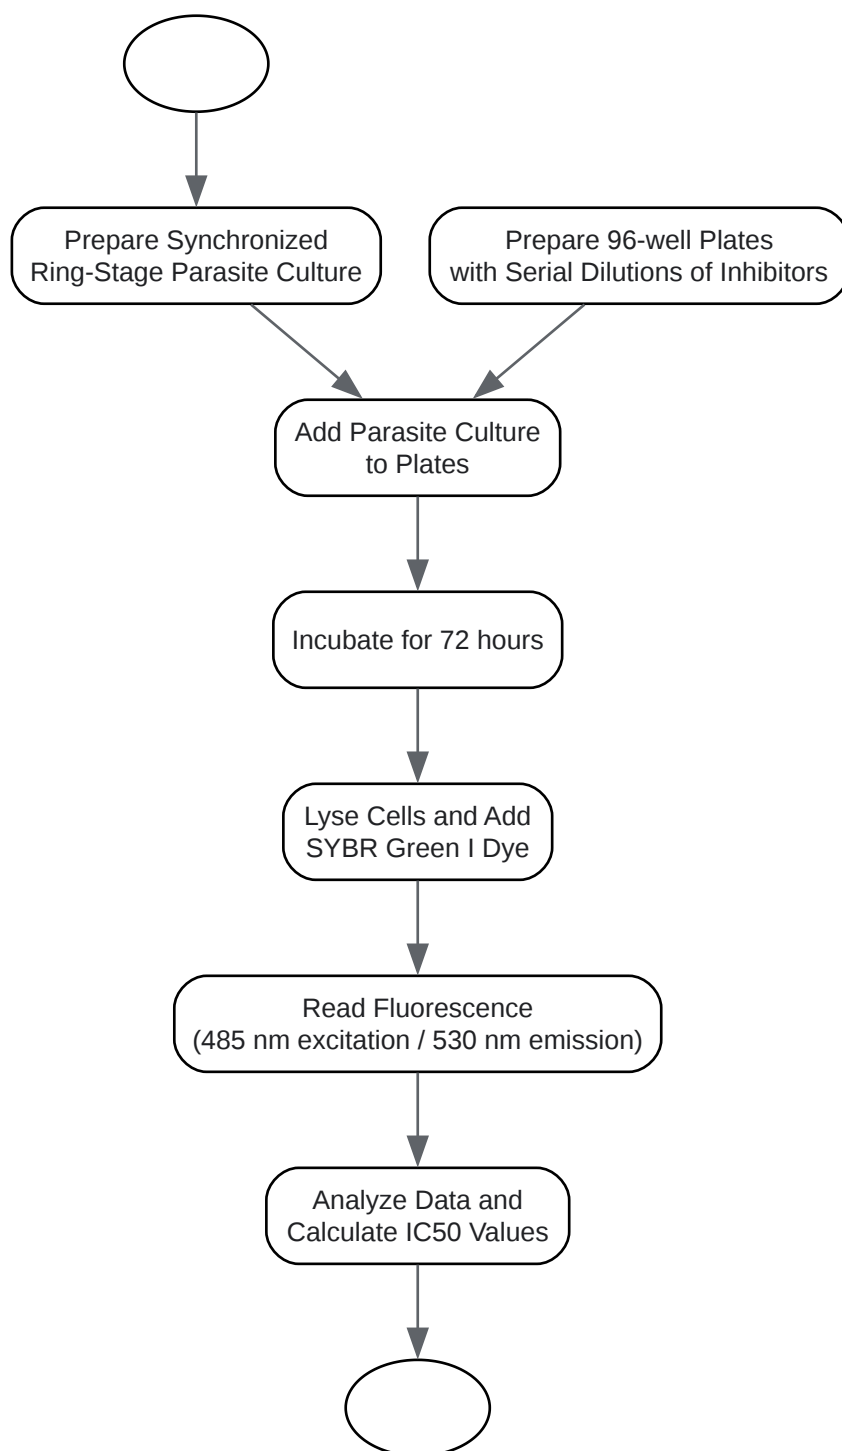 Prepare Synchronized
Ring-Stage Parasite Culture
Prepare 96-well Plates
with Serial Dilutions of Inhibitors
Add Parasite Culture
to Plates
Incubate for 72 hours
Lyse Cells and Add
SYBR Green I Dye
Read Fluorescence
(485 nm excitation / 530 nm emission)
Analyze Data and
Calculate IC50 Values